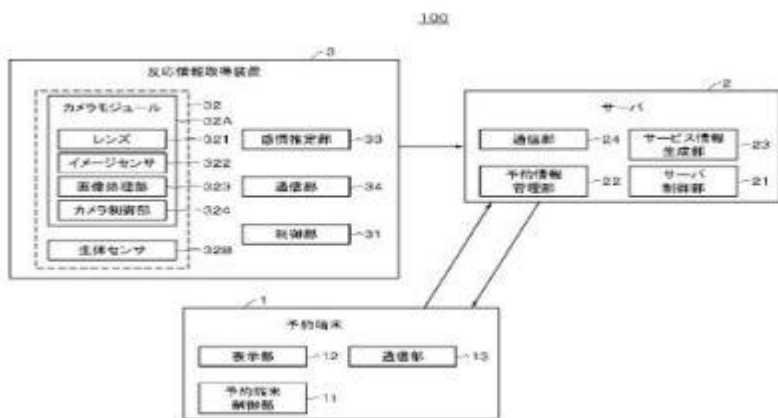 100
3
反応情報取得装置
カメラモジュール
32
32A
レンズ
321
イメージセンサ
322
画像処理部
323
カメラ制御部
324
生体センサ
32B
感情推定部
33
通信部
34
制御部
31
2
サーバ
通信部
24
サービス情報
生成部
23
予約情報
管理部
22
サーバ
制御部
21
1
予約端末
表示部
12
通信部
13
予約端末
制御部
11